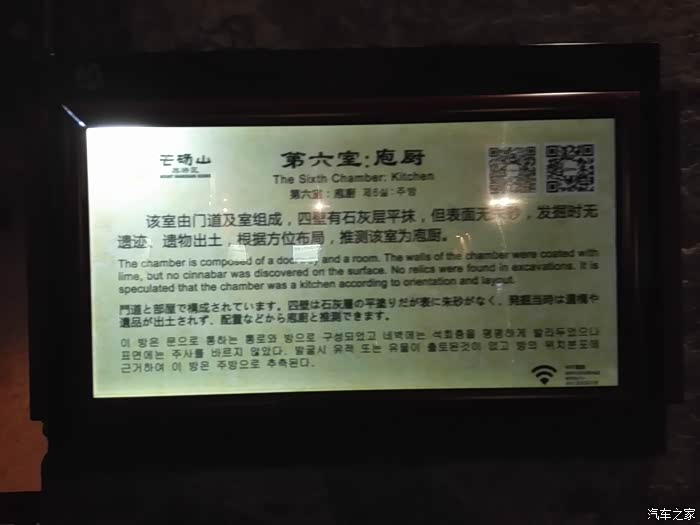 芒砀山
第六室:庖厨
The Sixth Chamber: Kitchen
第六室：庖厨 제6실:주방
该室由门道及室组成，四壁有石灰层平抹，但表面无朱砂，发掘时无
遗迹、遗物出土，根据方位布局，推测该室为庖厨。
The chamber is composed of a doorway and a room. The walls of the chamber were coated with
lime, but no cinnabar was discovered on the surface. No relics were found in excavations. It is
speculated that the chamber was a kitchen according to orientation and layout.
門道と部屋で構成されています。四壁は石灰層の平塗りだが表に朱砂がなく、発掘当時は遺構や
遺品が出土されず、配置などから庖厨と推測できます。
이 방은 문으로 통하는 통로와 방으로 구성되었고 네벽에는 석회층을 평평하게 발라두었으나
표면에는 주사를 바르지 않았다. 발굴시 유적 또는 유물이 출토된것이 없고 방의 위치분포에
근거하여 이 방은 주방으로 추측된다.
汽车之家